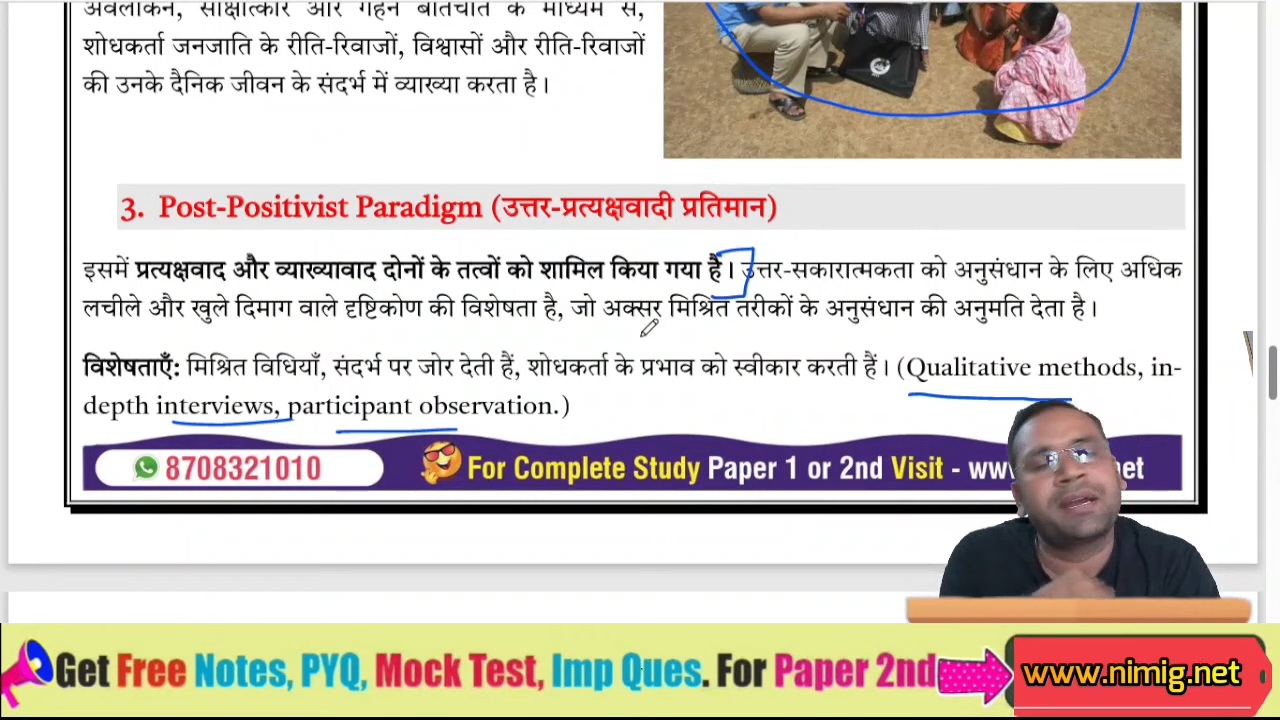 अवलोकन, साक्षात्कार और गहन बातचीत के माध्यम से,
शोधकर्ता जनजाति के रीति-रिवाजों, विश्वासों और रीति-रिवाजों
की उनके दैनिक जीवन के संदर्भ में व्याख्या करता है।
3. Post-Positivist Paradigm (उत्तर-प्रत्यक्षवादी प्रतिमान)
इसमें प्रत्यक्षवाद और व्याख्यावाद दोनों के तत्वों को शामिल किया गया है। उत्तर-सकारात्मकता को अनुसंधान के लिए अधिक
लचीले और खुले दिमाग वाले दृष्टिकोण की विशेषता है, जो अक्सर मिश्रित तरीकों के अनुसंधान की अनुमति देता है।
विशेषताएँ: मिश्रित विधियाँ, संदर्भ पर जोर देती हैं, शोधकर्ता के प्रभाव को स्वीकार करती हैं। (Qualitative methods, in-
depth interviews, participant observation.)
8708321010 For Complete Study Paper 1 or 2nd Visit - net
Get Free Notes, PYQ, Mock Test, Imp Ques. For Paper 2nd www.nimig.net